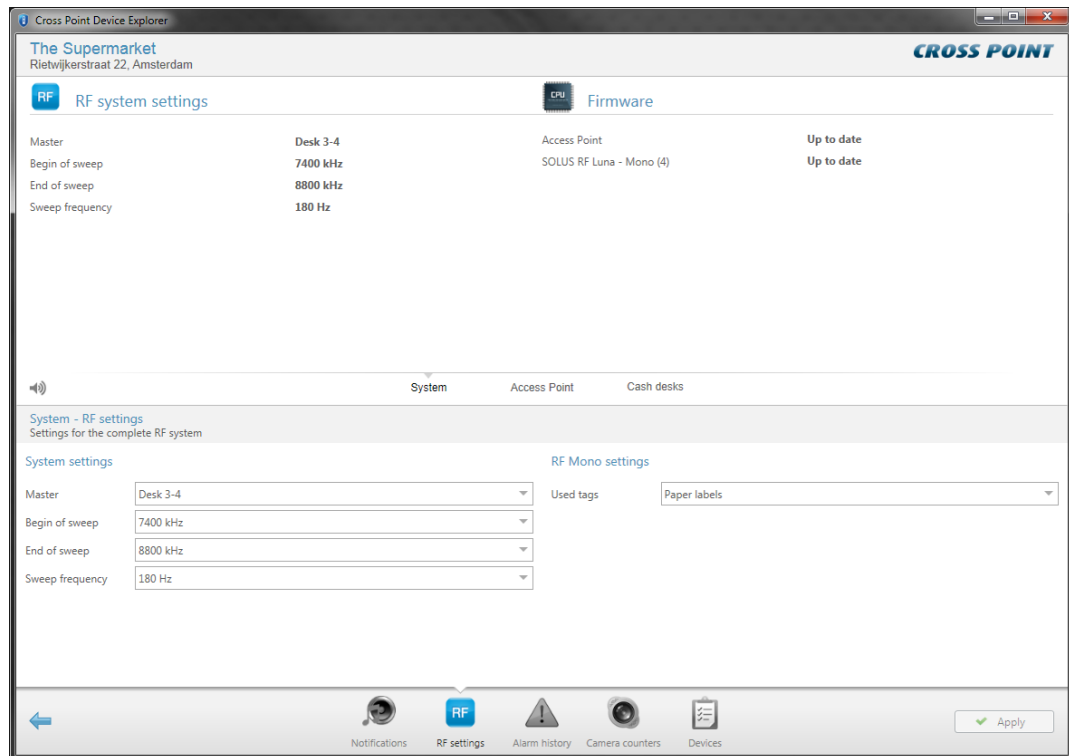 Cross Point Device Explorer
The Supermarket
Rietwijkerstraat 22, Amsterdam
CROSS POINT
RF RF system settings
CPU Firmware
Master Desk 3-4
Begin of sweep 7400 kHz
End of sweep 8800 kHz
Sweep frequency 180 Hz
Access Point Up to date
SOLUS RF Luna - Mono (4) Up to date
System Access Point Cash desks
System - RF settings
Settings for the complete RF system
System settings
Master Desk 3-4
Begin of sweep 7400 kHz
End of sweep 8800 kHz
Sweep frequency 180 Hz
RF Mono settings
Used tags Paper labels
RF
Notifications RF settings Alarm history Camera counters Devices
Apply